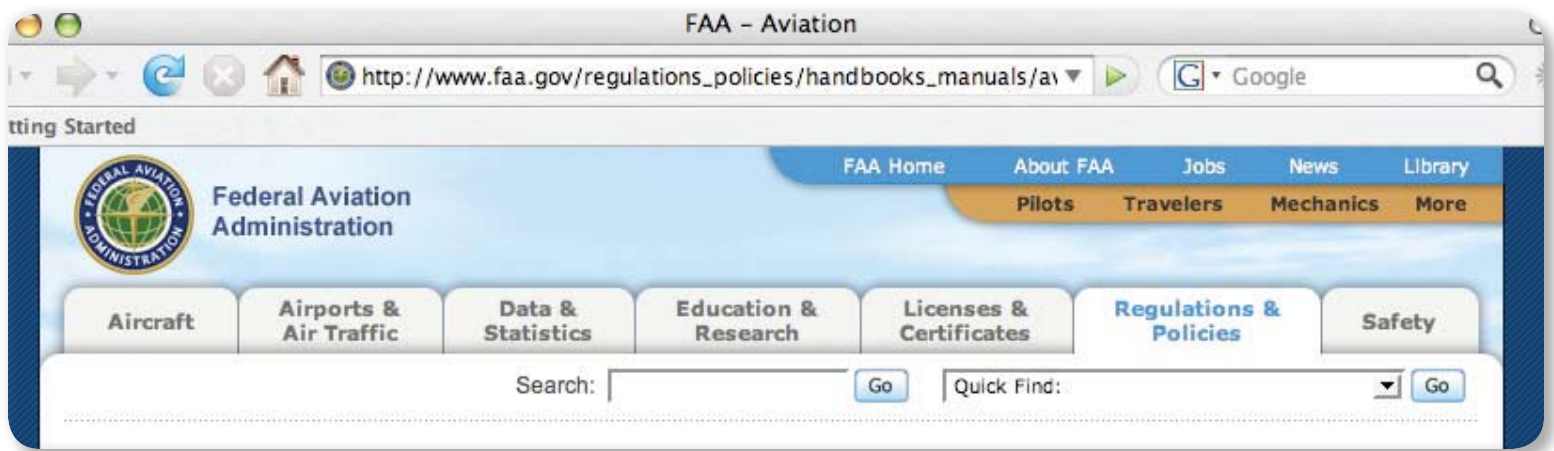 FAA – Aviation
http://www.faa.gov/regulations_policies/handbooks_manuals/av
G Google
tting Started
FAA Home About FAA Jobs News Library
Pilots Travelers Mechanics More
FEDERAL AVIATION ADMINISTRATION
Federal Aviation
Administration
Aircraft
Airports &
Air Traffic
Data &
Statistics
Education &
Research
Licenses &
Certificates
Regulations &
Policies
Safety
Search: Go Quick Find: Go